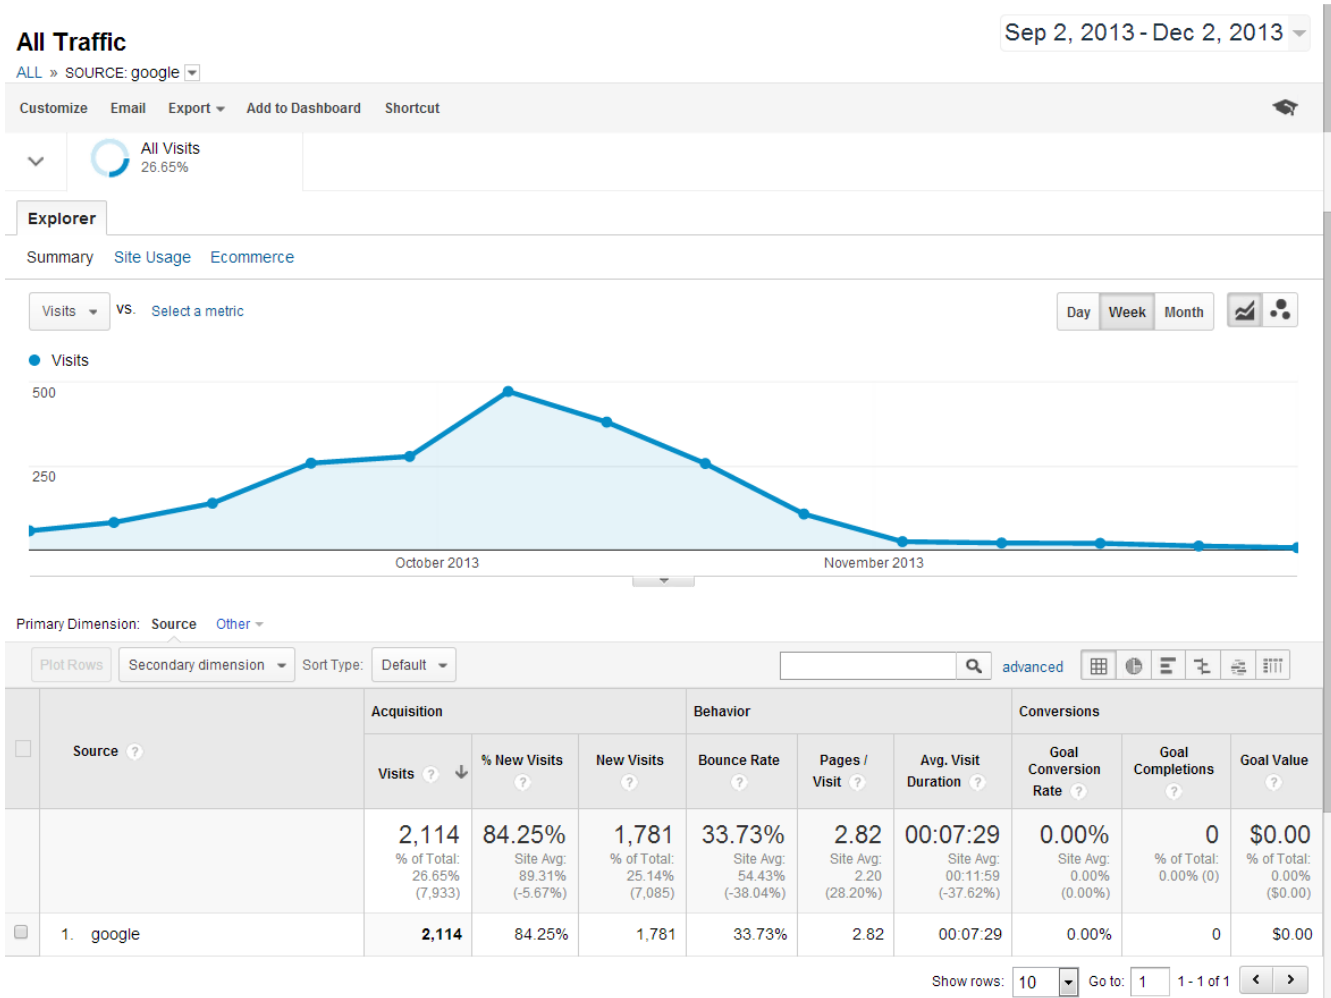 All Traffic
Sep 2, 2013 - Dec 2, 2013
ALL » SOURCE: google
Customize Email Export Add to Dashboard Shortcut
All Visits
26.65%
Explorer
Summary Site Usage Ecommerce
Visits VS. Select a metric Day Week Month
Visits
500
250
October 2013 November 2013
Primary Dimension: Source Other
Plot Rows Secondary dimension Sort Type: Default advanced
Acquisition Behavior Conversions
Source ?
Visits ? % New Visits ? New Visits ? Bounce Rate ? Pages / Visit ? Avg. Visit Duration ? Goal Conversion Rate ? Goal Completions ? Goal Value ?
2,114 84.25% 1,781 33.73% 2.82 00:07:29 0.00% 0 $0.00
% of Total: Site Avg: % of Total: Site Avg: Site Avg: Site Avg: Site Avg: % of Total: % of Total:
26.65% 89.31% 25.14% 54.43% 2.20 00:11:59 0.00% 0.00% (0) 0.00%
(7,933) (-5.67%) (7,085) (-38.04%) (28.20%) (-37.62%) (0.00%) ($0.00)
1. google 2,114 84.25% 1,781 33.73% 2.82 00:07:29 0.00% 0 $0.00
Show rows: 10 Go to: 1 1 - 1 of 1